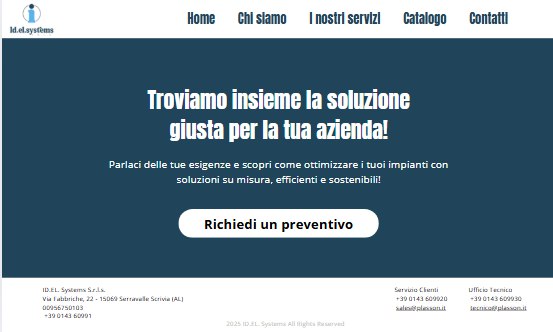 id.el.systems
Home Chi siamo I nostri servizi Catalogo Contatti
Troviamo insieme la soluzione
giusta per la tua azienda!
Parlaci delle tue esigenze e scopri come ottimizzare i tuoi impianti con
soluzioni su misura, efficienti e sostenibili!
Richiedi un preventivo
ID.EL. Systems S.r.l.s.
Via Fabbriche, 22 - 15069 Serravalle Scrivia (AL)
00956750103
+39 0143 60991
Servizio Clienti
+39 0143 609920
sales@plasson.it
Ufficio Tecnico
+39 0143 609930
tecnico@plasson.it
2025 ID.EL. Systems All Rights Reserved